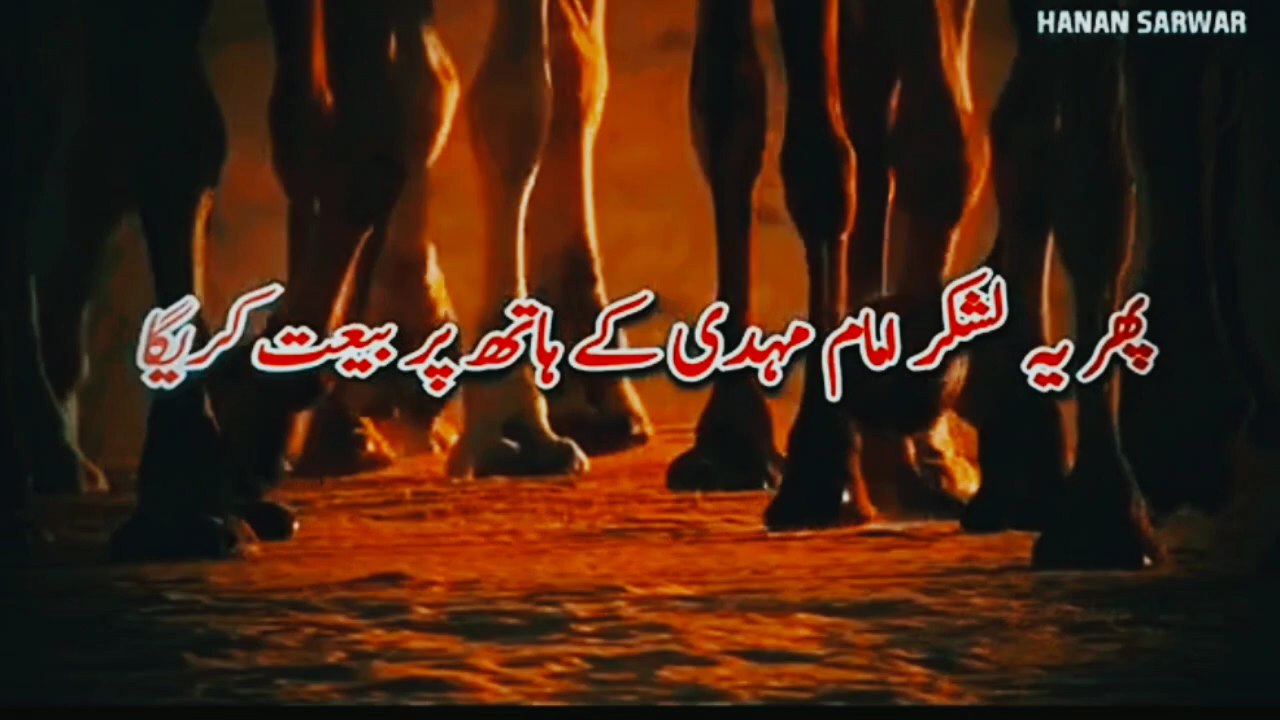 HANAN SARWAR
پھر یہ لشکر امام مہدی کے ہاتھ پر بیعت کریگا